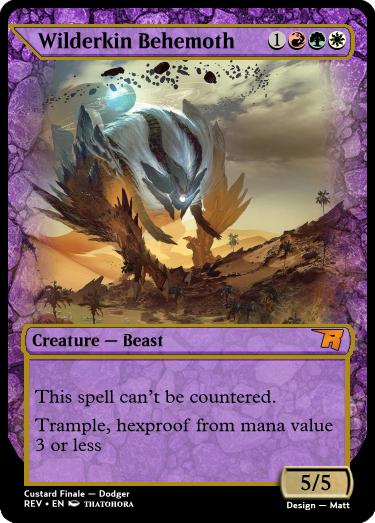 Wilderkin Behemoth 1
Creature — Beast
This spell can't be countered.
Trample, hexproof from mana value
3 or less
5/5
Custard Finale — Dodger
REV • EN THATOHORA
Design — Matt